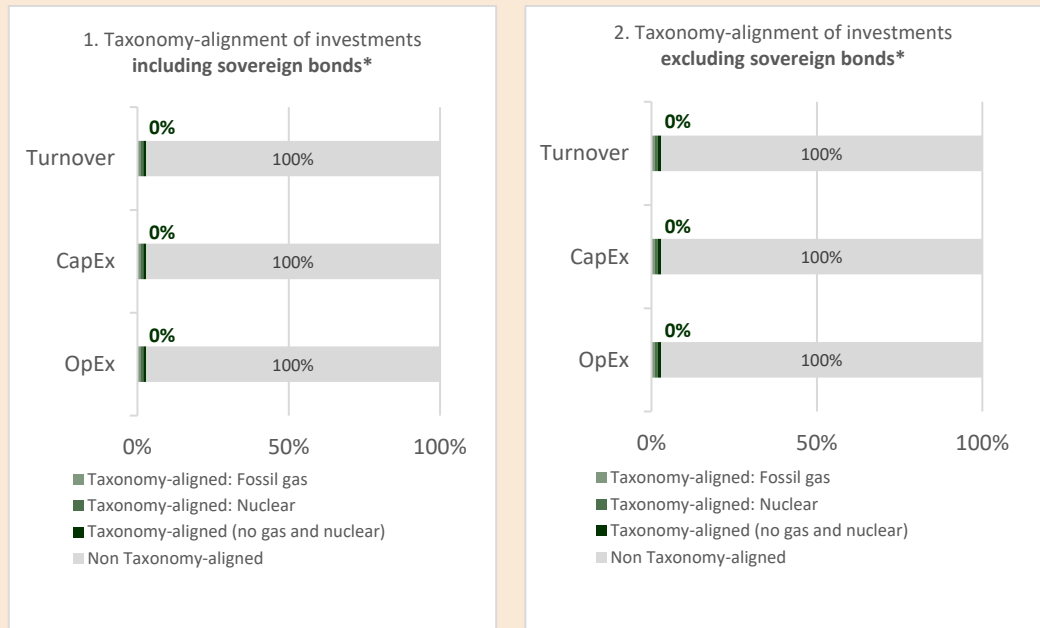 1. Taxonomy-alignment of investments
including sovereign bonds*
0%
Turnover
100%
0%
CapEx
100%
0%
OpEx
100%
0% 50% 100%
Taxonomy-aligned: Fossil gas
Taxonomy-aligned: Nuclear
Taxonomy-aligned (no gas and nuclear)
Non Taxonomy-aligned
2. Taxonomy-alignment of investments
excluding sovereign bonds*
0%
Turnover
100%
0%
CapEx
100%
0%
OpEx
100%
0% 50% 100%
Taxonomy-aligned: Fossil gas
Taxonomy-aligned: Nuclear
Taxonomy-aligned (no gas and nuclear)
Non Taxonomy-aligned